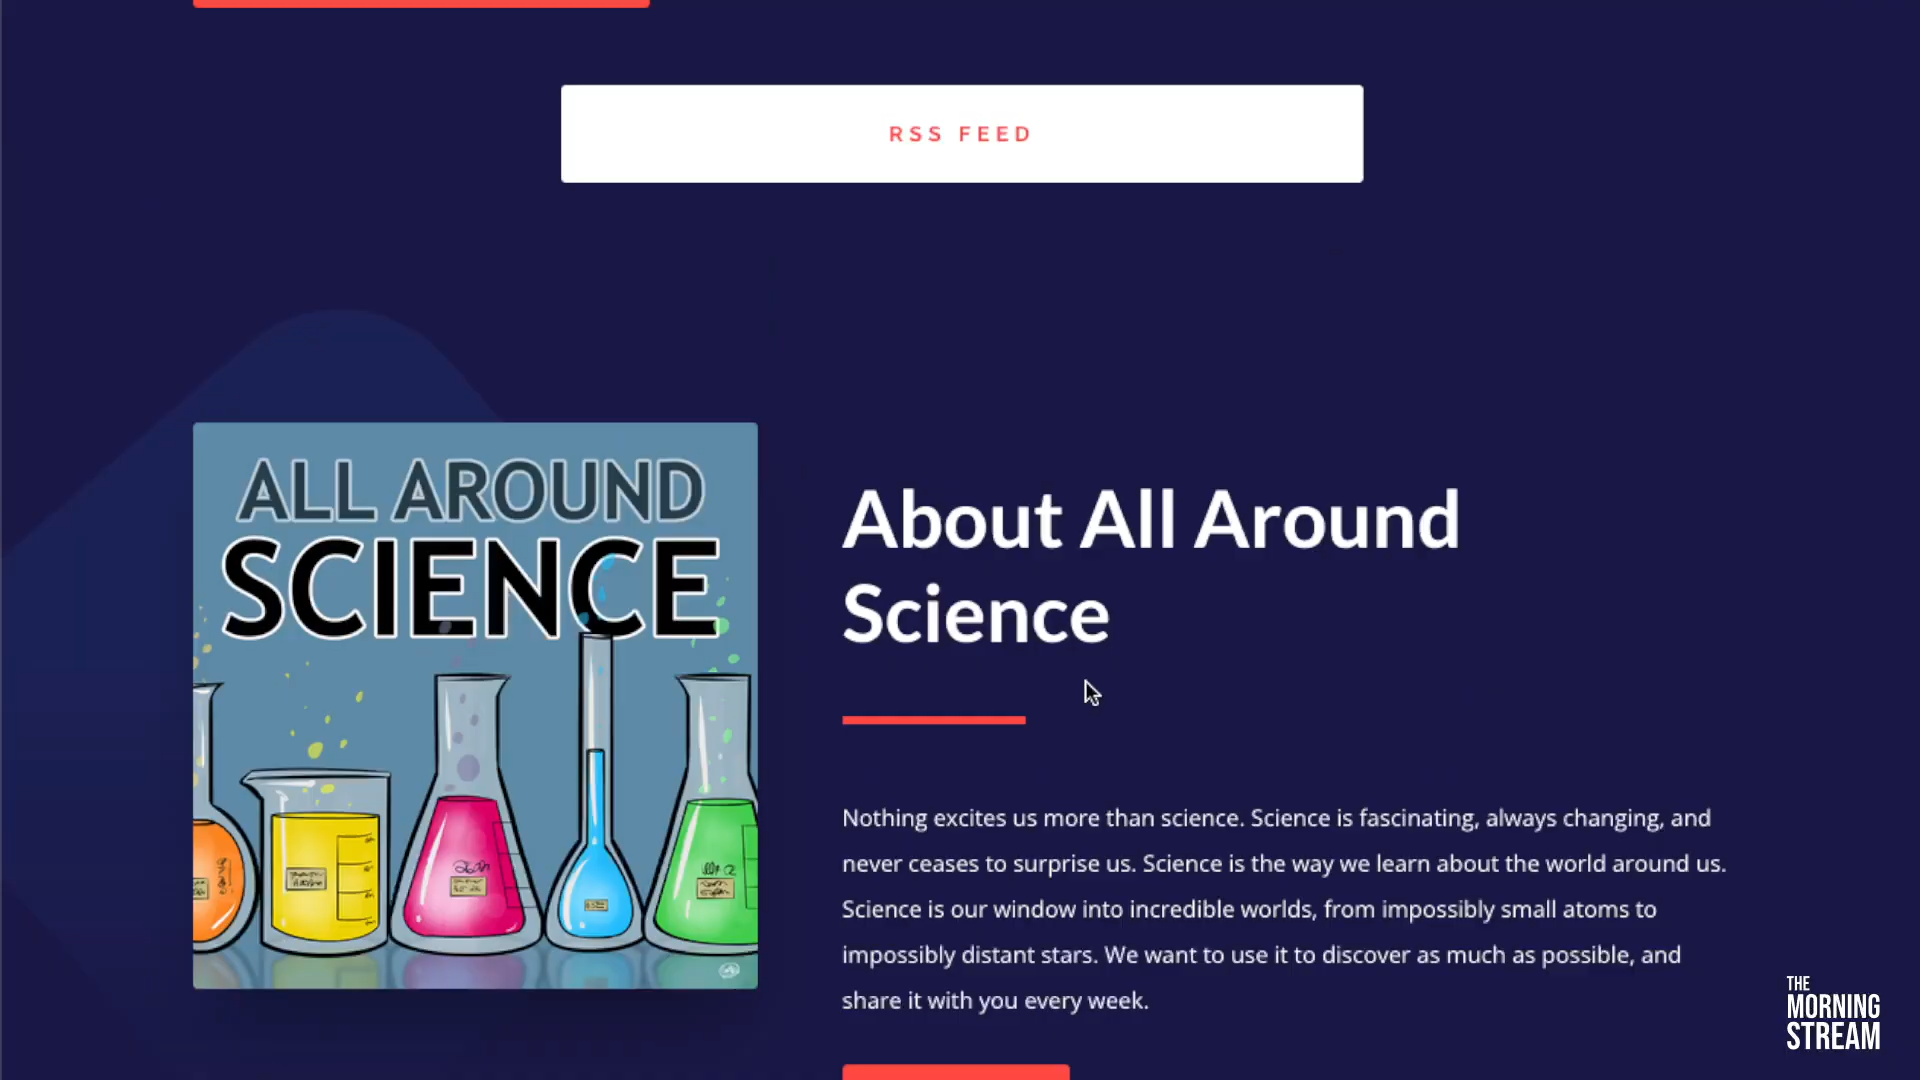 RSS FEED
ALL AROUND
SCIENCE
About All Around
Science
Nothing excites us more than science. Science is fascinating, always changing, and
never ceases to surprise us. Science is the way we learn about the world around us.
Science is our window into incredible worlds, from impossibly small atoms to
impossibly distant stars. We want to use it to discover as much as possible, and
share it with you every week.
THE
MORNING
STREAM